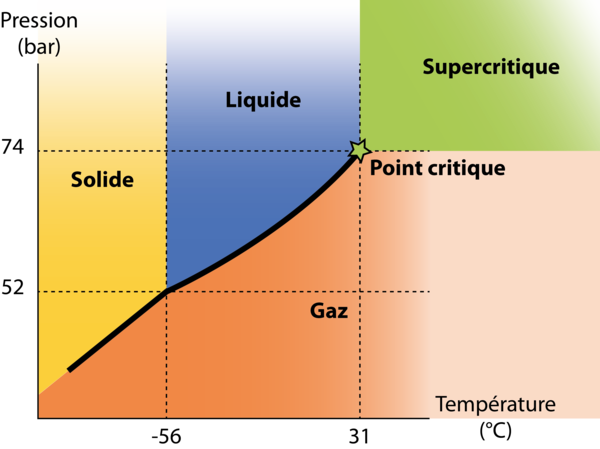 Pression
(bar)
Supercritique
Liquide
74
Point critique
Solide
52
Gaz
Température
(°C)
-56
31